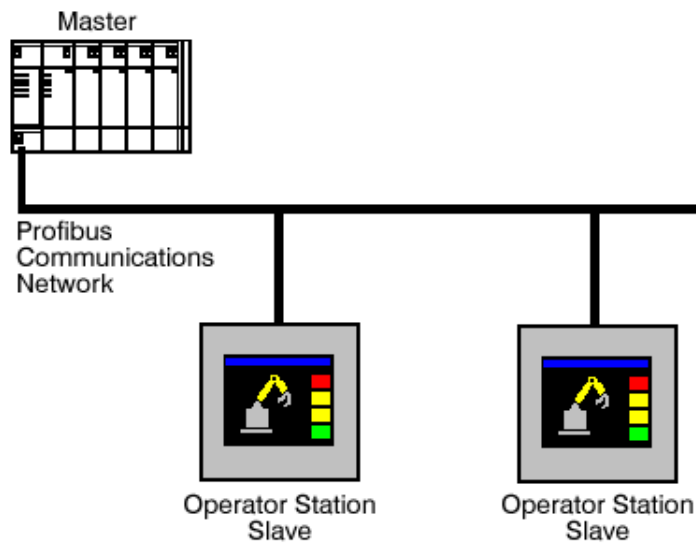 Master
Profibus
Communications
Network
Operator Station
Slave
Operator Station
Slave